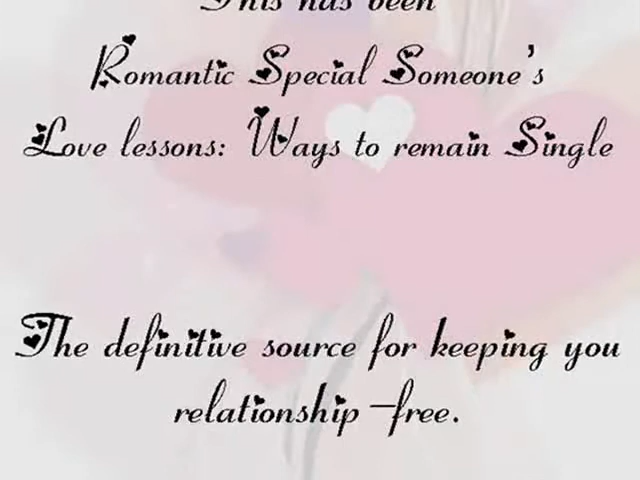 This has been
Romantic Special Someone's
Love lessons: Ways to remain Single
The definitive source for keeping you
relationship-free.